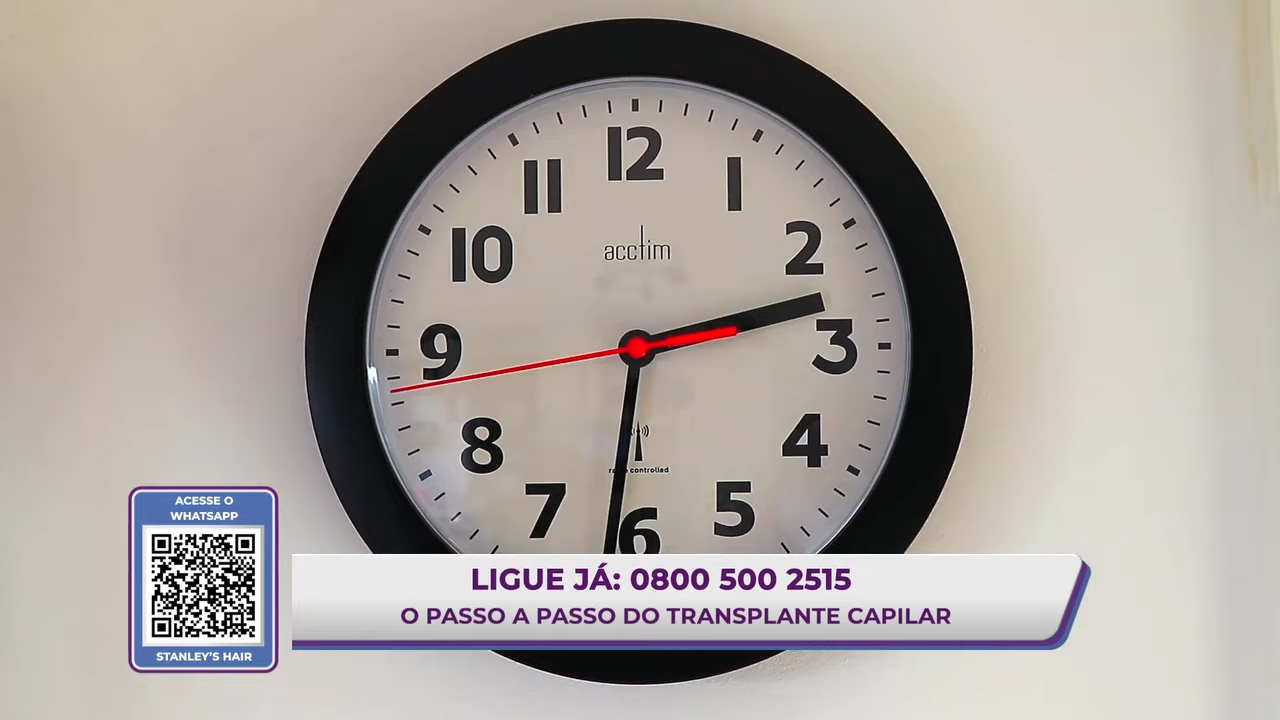 12
11
1
10
2
acctim
9
3
8
4
controlled
7
5
6
ACESSE O
WHATSAPP
STANLEY'S HAIR
LIGUE JÁ: 0800 500 2515
O PASSO A PASSO DO TRANSPLANTE CAPILAR